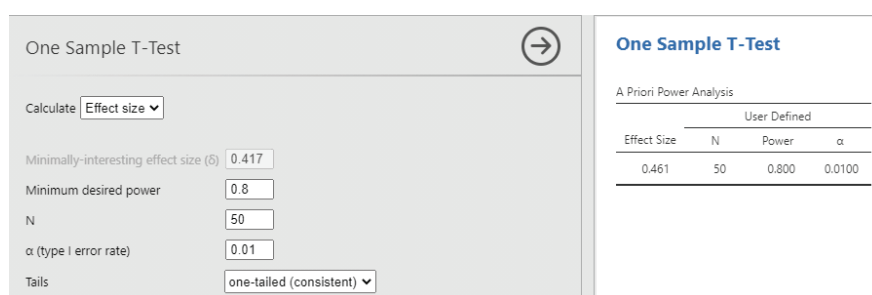 One Sample T-Test
Calculate Effect size
Minimally-interesting effect size (δ) 0.417
Minimum desired power 0.8
N 50
α (type I error rate) 0.01
Tails one-tailed (consistent)
One Sample T-Test
A Priori Power Analysis
User Defined
Effect Size N Power α
0.461 50 0.800 0.0100